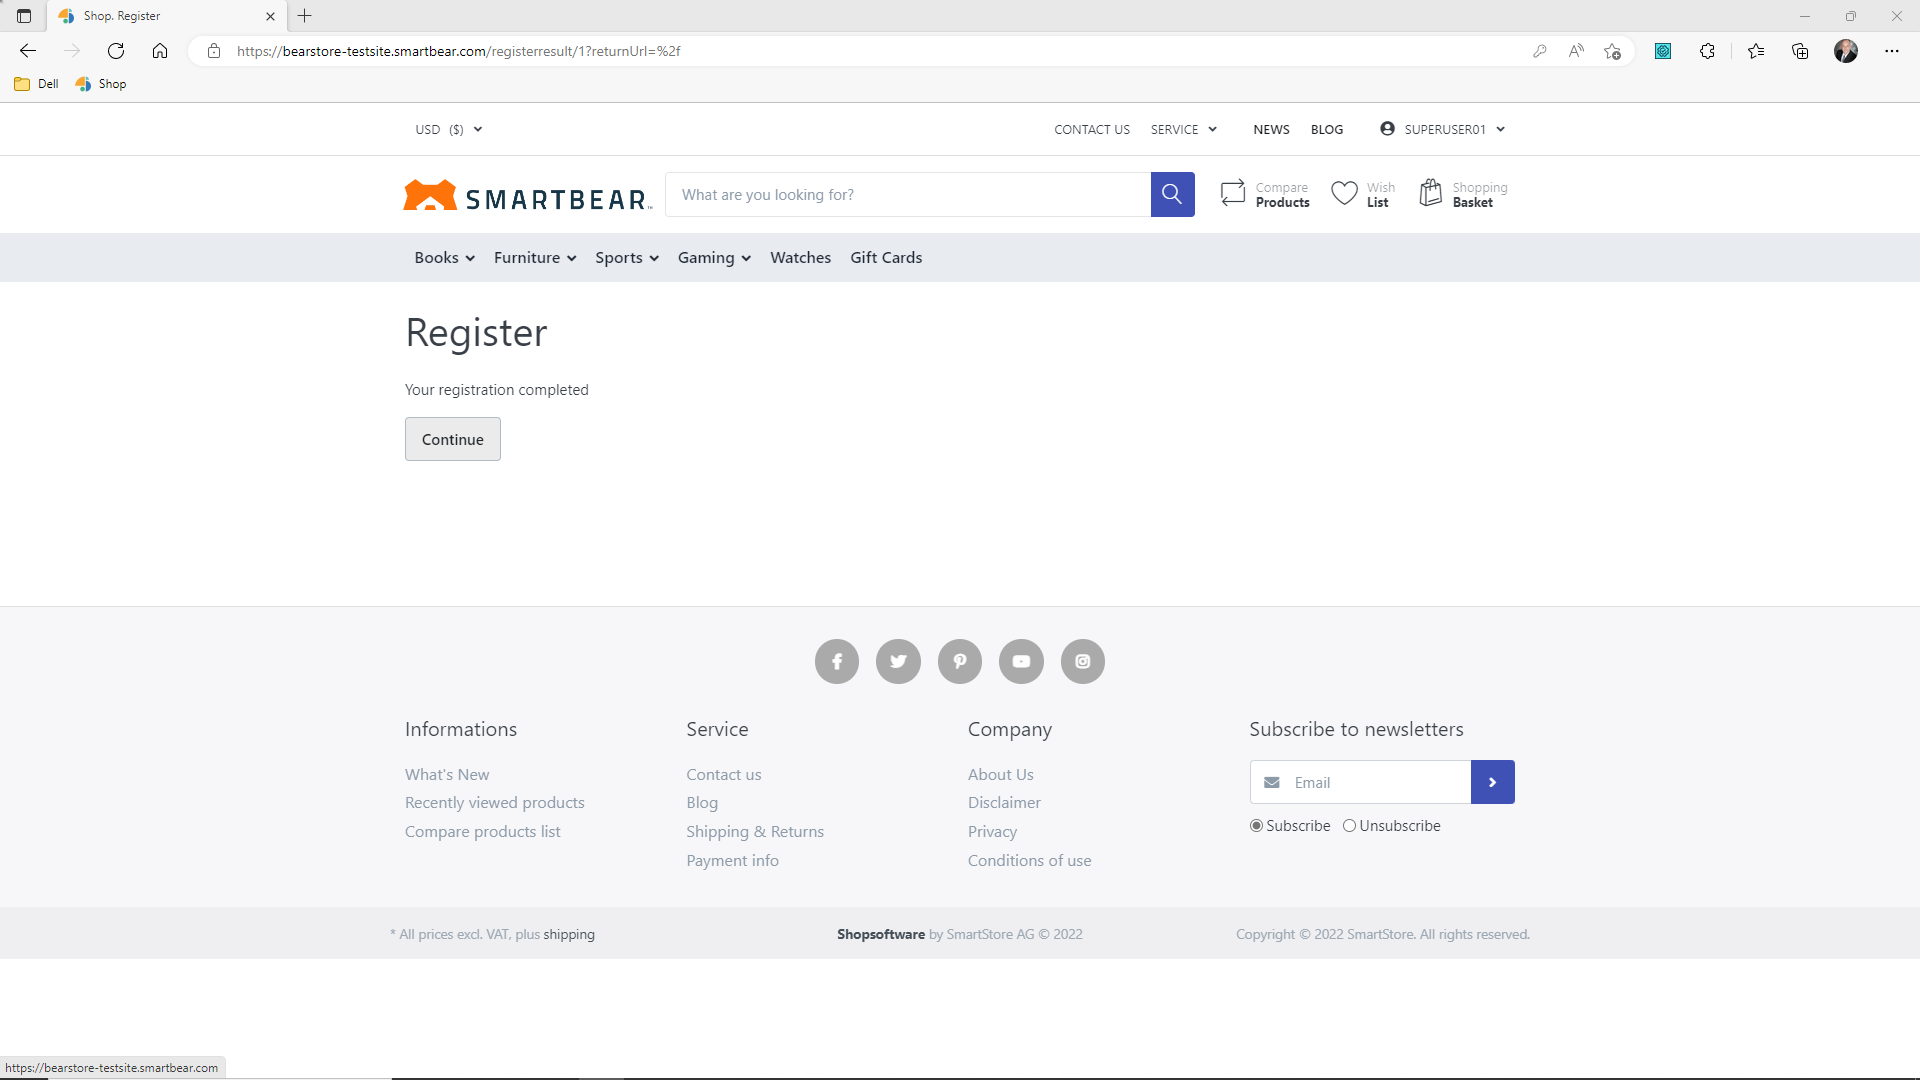 Shop. Register
https://bearstore-testsite.smartbear.com/registerresult/1?returnUrl=%2f
Dell
Shop
USD ($)
CONTACT US
SERVICE
NEWS
BLOG
SUPERUSER01
SMARTBEAR
What are you looking for?
Compare
Products
Wish
List
Shopping
Basket
Books
Furniture
Sports
Gaming
Watches
Gift Cards
Register
Your registration completed
Continue
Informations
What's New
Recently viewed products
Compare products list
Service
Contact us
Blog
Shipping & Returns
Payment info
Company
About Us
Disclaimer
Privacy
Conditions of use
Subscribe to newsletters
Email
Subscribe
Unsubscribe
* All prices excl. VAT, plus shipping
Shopsoftware by SmartStore AG © 2022
Copyright © 2022 SmartStore. All rights reserved.
https://bearstore-testsite.smartbear.com